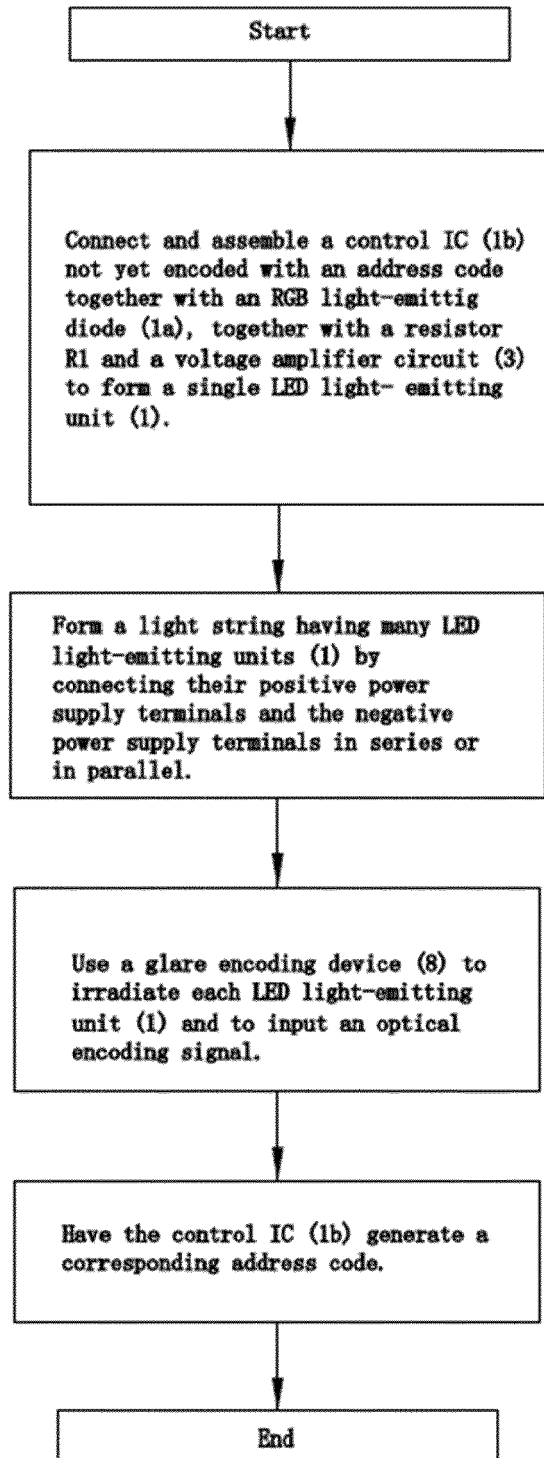 Start
Connect and assemble a control IC (1b)
not yet encoded with an address code
together with an RGB light-emittig
diode (1a), together with a resistor
R1 and a voltage amplifier circuit (3)
to form a single LED light- emitting
unit (1).
Form a light string having many LED
light-emitting units (1) by
connecting their positive power
supply terminals and the negative
power supply terminals in series or
in parallel.
Use a glare encoding device (8) to
irradiate each LED light-emitting
unit (1) and to input an optical
encoding signal.
Have the control IC (1b) generate a
corresponding address code.
End